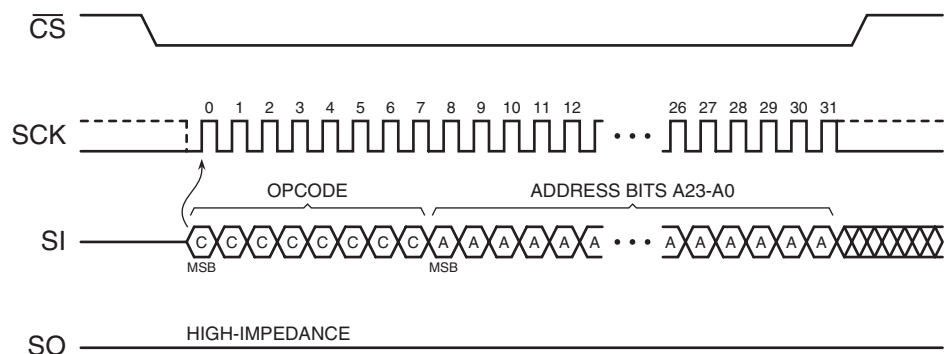 CS
0 1 2 3 4 5 6 7 8 9 10 11 12 26 27 28 29 30 31
SCK
OPCODE ADDRESS BITS A23-A0
SI C C C C C C C C A A A A A A A A A A A A
MSB MSB
HIGH-IMPEDANCE
SO